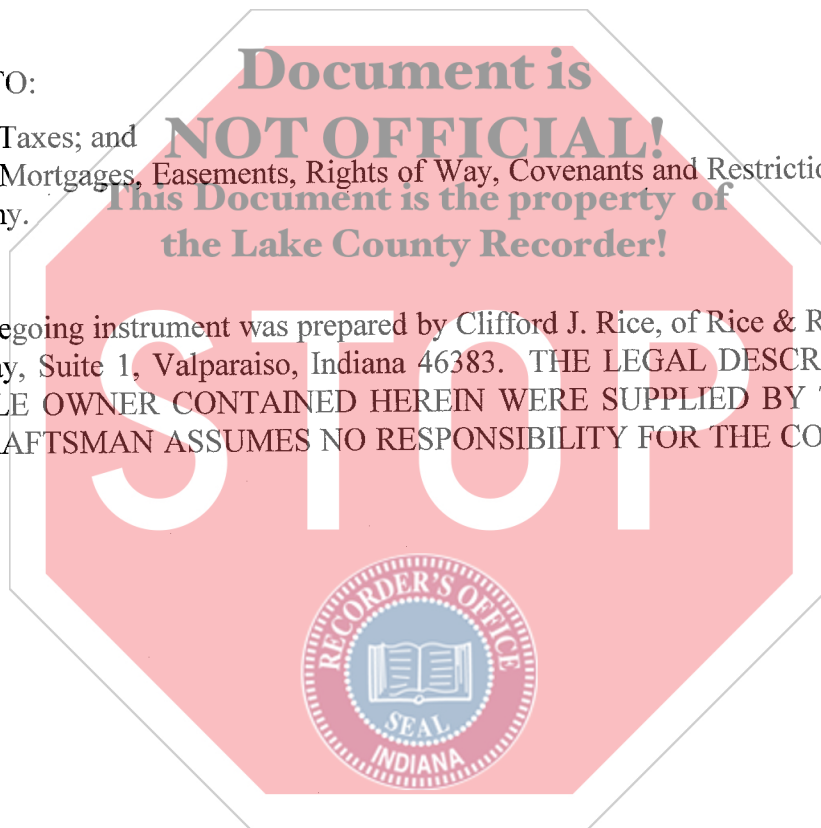 Document is
TO:
Taxes; and
NOT OFFICIAL!
Mortgages, Easements, Rights of Way, Covenants and Restrictio
This Document is the property of
ny.
the Lake County Recorder!
egoing instrument was prepared by Clifford J. Rice, of Rice & R
ay, Suite 1, Valparaiso, Indiana 46383. THE LEGAL DESCR
LE OWNER CONTAINED HEREIN WERE SUPPLIED BY
RAFTSMAN ASSUMES NO RESPONSIBILITY FOR THE CO
STOP
RECORDER'S OFFICE
SEAL
INDIANA